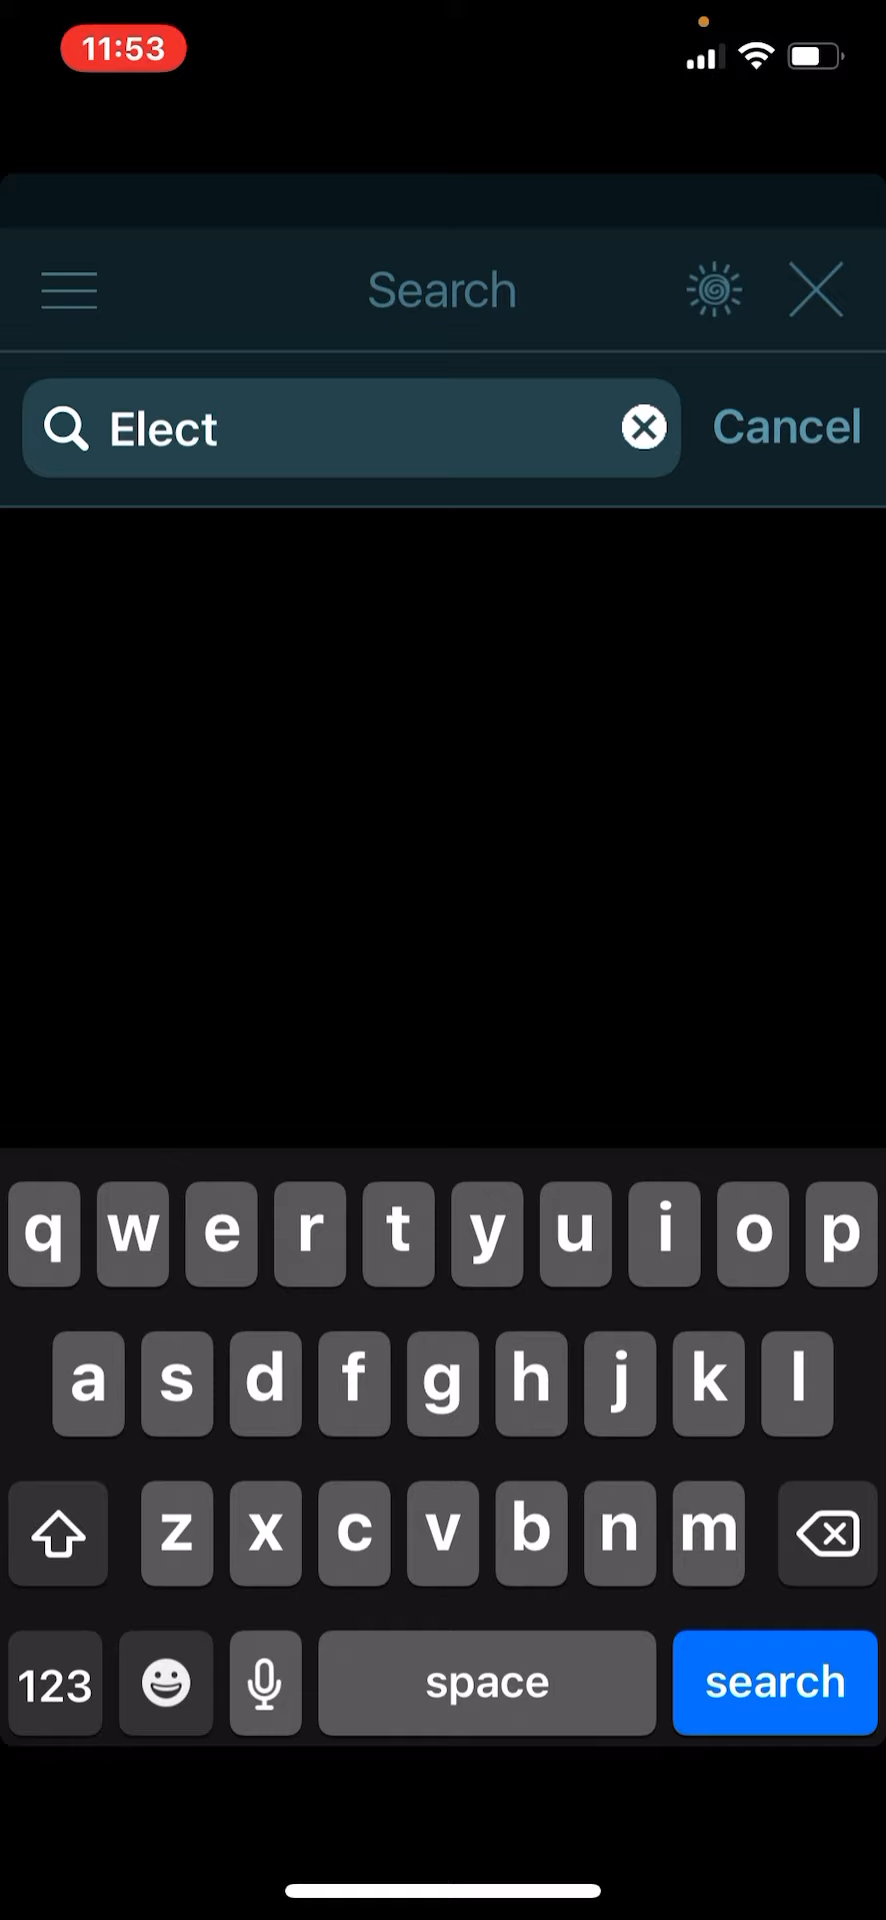 11:53
Search
Elect Cancel
q w e r t y u i o p
a s d f g h j k l
z x c v b n m
123 space search